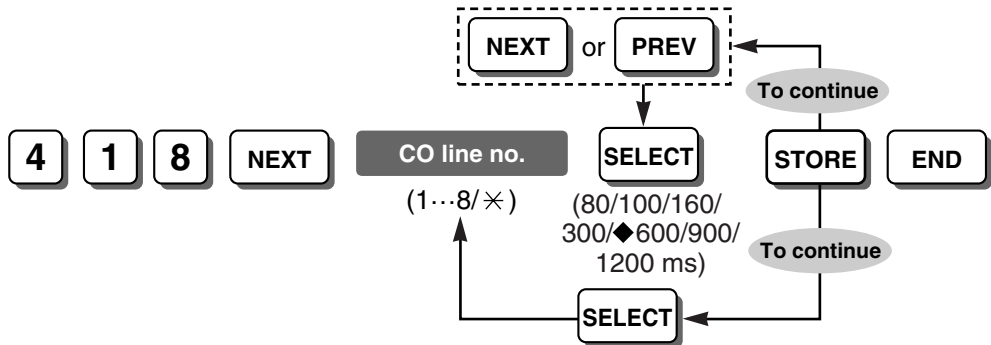 NEXT or PREV
To continue
4 1 8 NEXT CO line no. SELECT STORE END
(1···8/✳)
(80/100/160/
300/◆600/900/
1200 ms)
To continue
SELECT